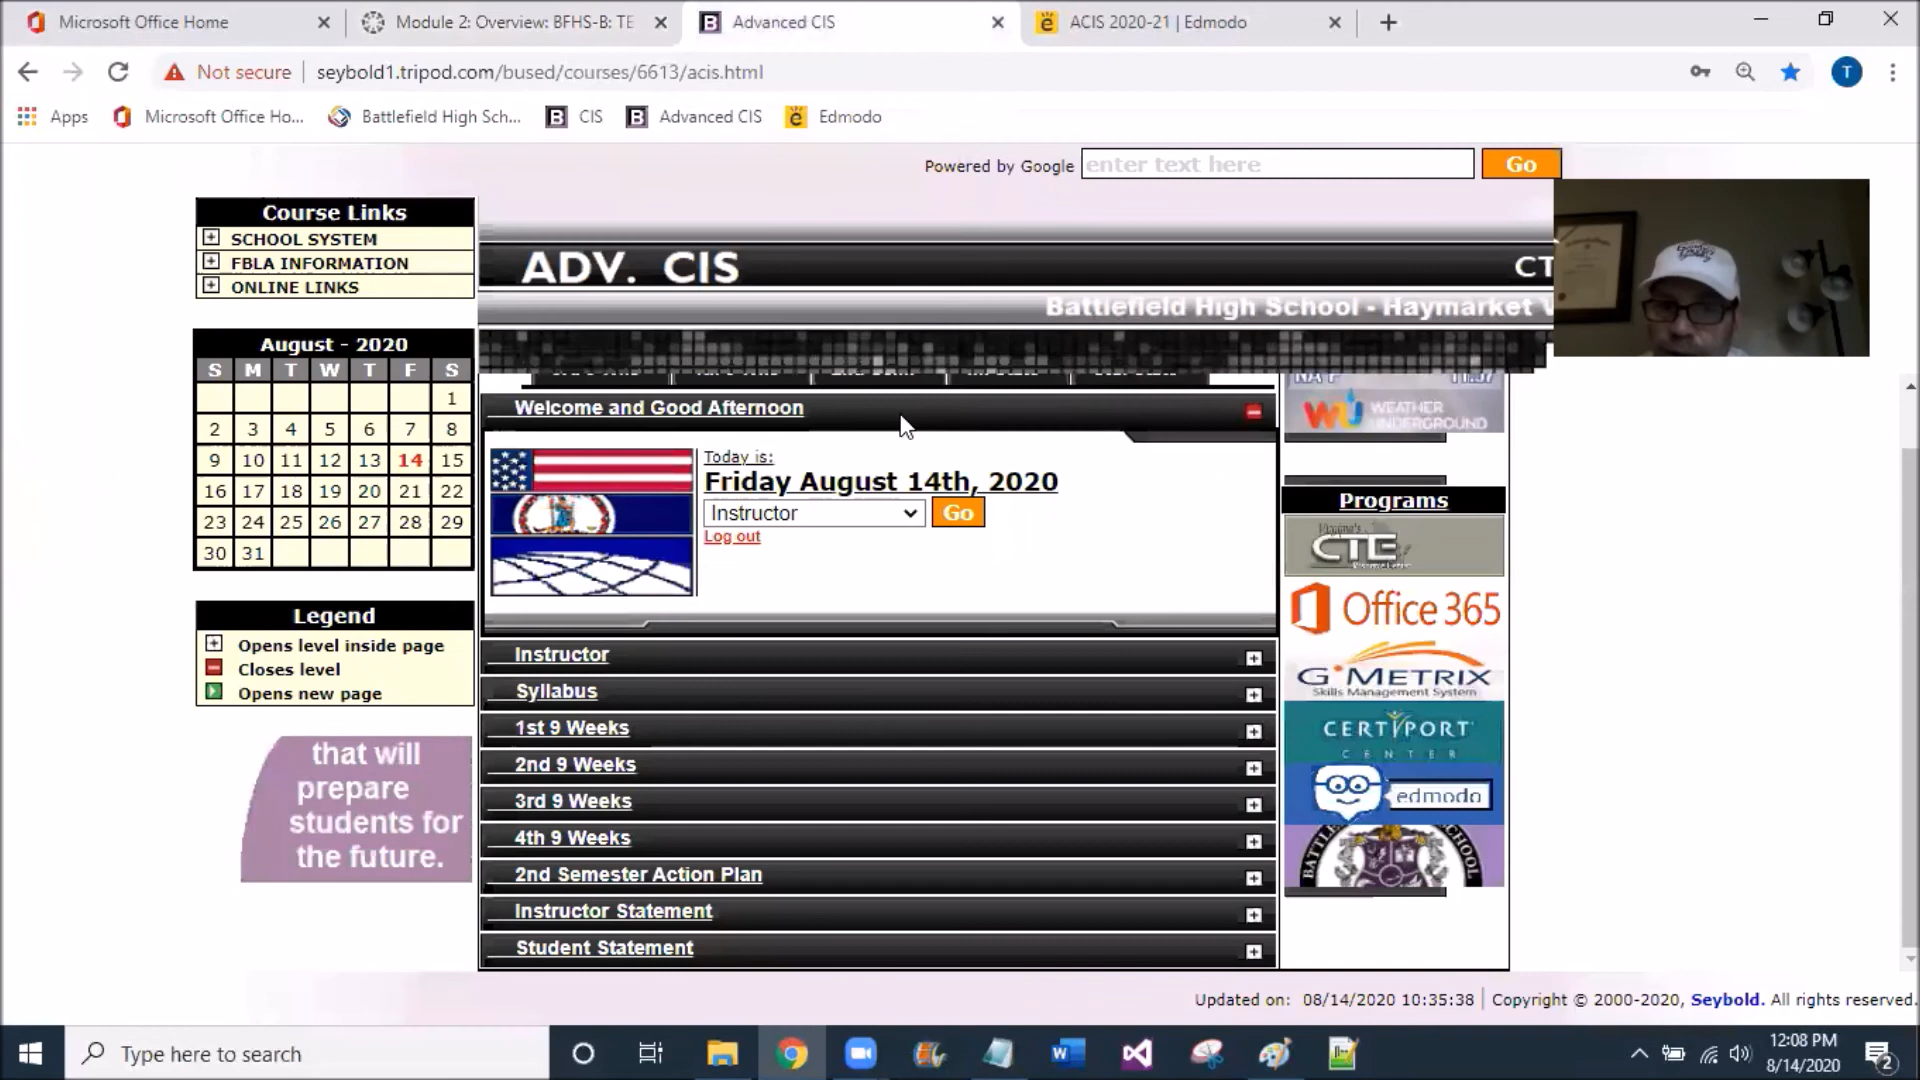 Microsoft Office Home
Module 2: Overview: BFHS-B: TE
Advanced CIS
ACIS 2020-21 | Edmodo
Not secure
seybold1.tripod.com/bused/courses/6613/acis.html
T
Apps
Microsoft Office Ho...
Battlefield High Sch...
CIS
Advanced CIS
Edmodo
Powered by Google
enter text here
Go
Course Links
SCHOOL SYSTEM
FBLA INFORMATION
ONLINE LINKS
ADV. CIS
CT
Battlefield High School - Haymarket V
August - 2020
S M T W T F S
1
2 3 4 5 6 7 8
9 10 11 12 13 14 15
16 17 18 19 20 21 22
23 24 25 26 27 28 29
30 31
Legend
Opens level inside page
Closes level
Opens new page
that will
prepare
students for
the future.
Welcome and Good Afternoon
Today is:
Friday August 14th, 2020
Instructor
Go
Log out
Instructor
Syllabus
1st 9 Weeks
2nd 9 Weeks
3rd 9 Weeks
4th 9 Weeks
2nd Semester Action Plan
Instructor Statement
Student Statement
WEATHER
UNDERGROUND
Programs
Virginia's
CTE
Resource Center
Office 365
G METRIX
Skills Management System
CERTIPORT
CENTER
edmodo
Updated on: 08/14/2020 10:35:38
Copyright © 2000-2020, Seybold. All rights reserved.
Type here to search
12:08 PM
8/14/2020
2